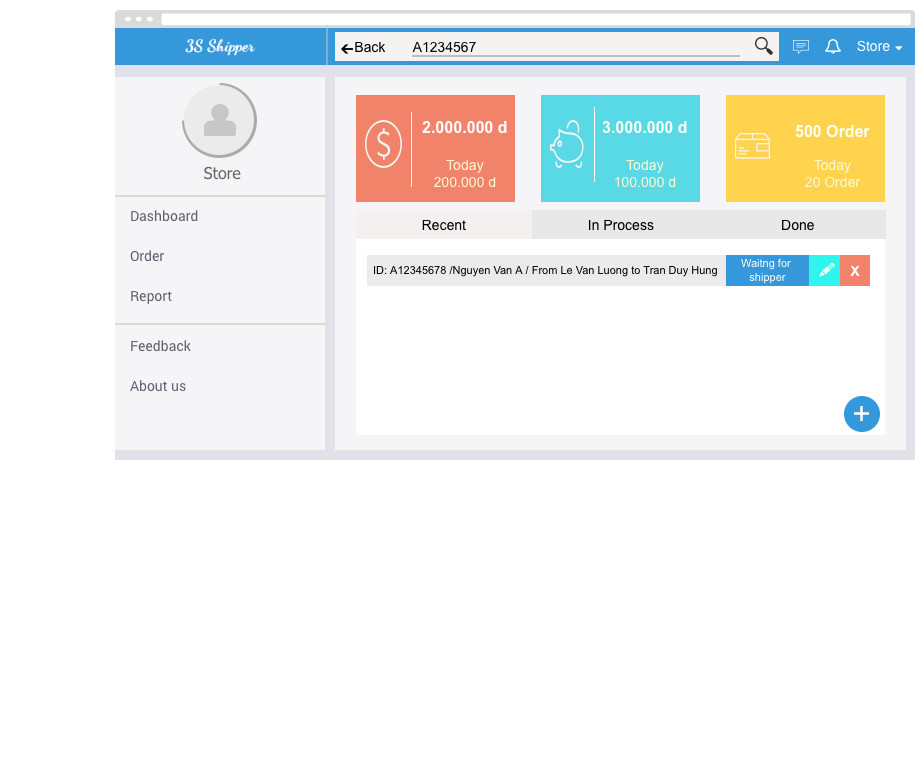 3S Shipper
Back
A1234567
Store
Store
Dashboard
Order
Report
Feedback
About us
2.000.000 d
Today
200.000 d
3.000.000 d
Today
100.000 d
500 Order
Today
20 Order
Recent
In Process
Done
ID: A12345678 /Nguyen Van A / From Le Van Luong to Tran Duy Hung
Waitng for
shipper
X